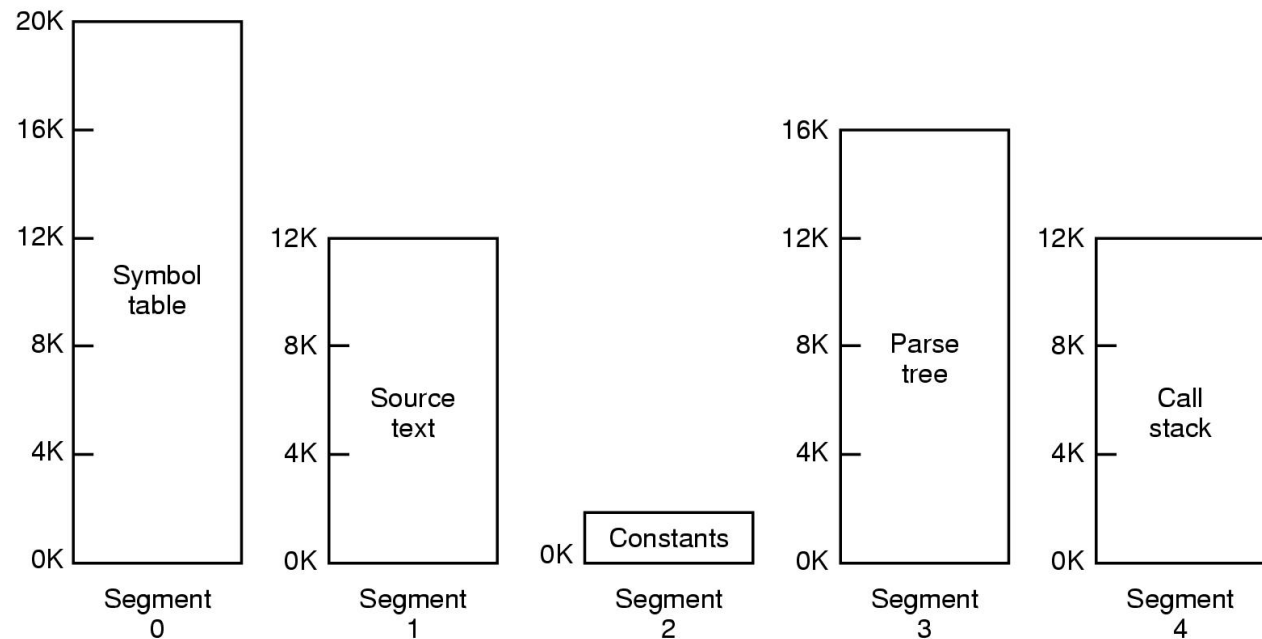 20K
16K
12K
8K
4K
0K
Symbol
table
Segment
0
12K
8K
4K
0K
Source
text
Segment
1
0K
Constants
Segment
2
16K
12K
8K
4K
0K
Parse
tree
Segment
3
12K
8K
4K
0K
Call
stack
Segment
4